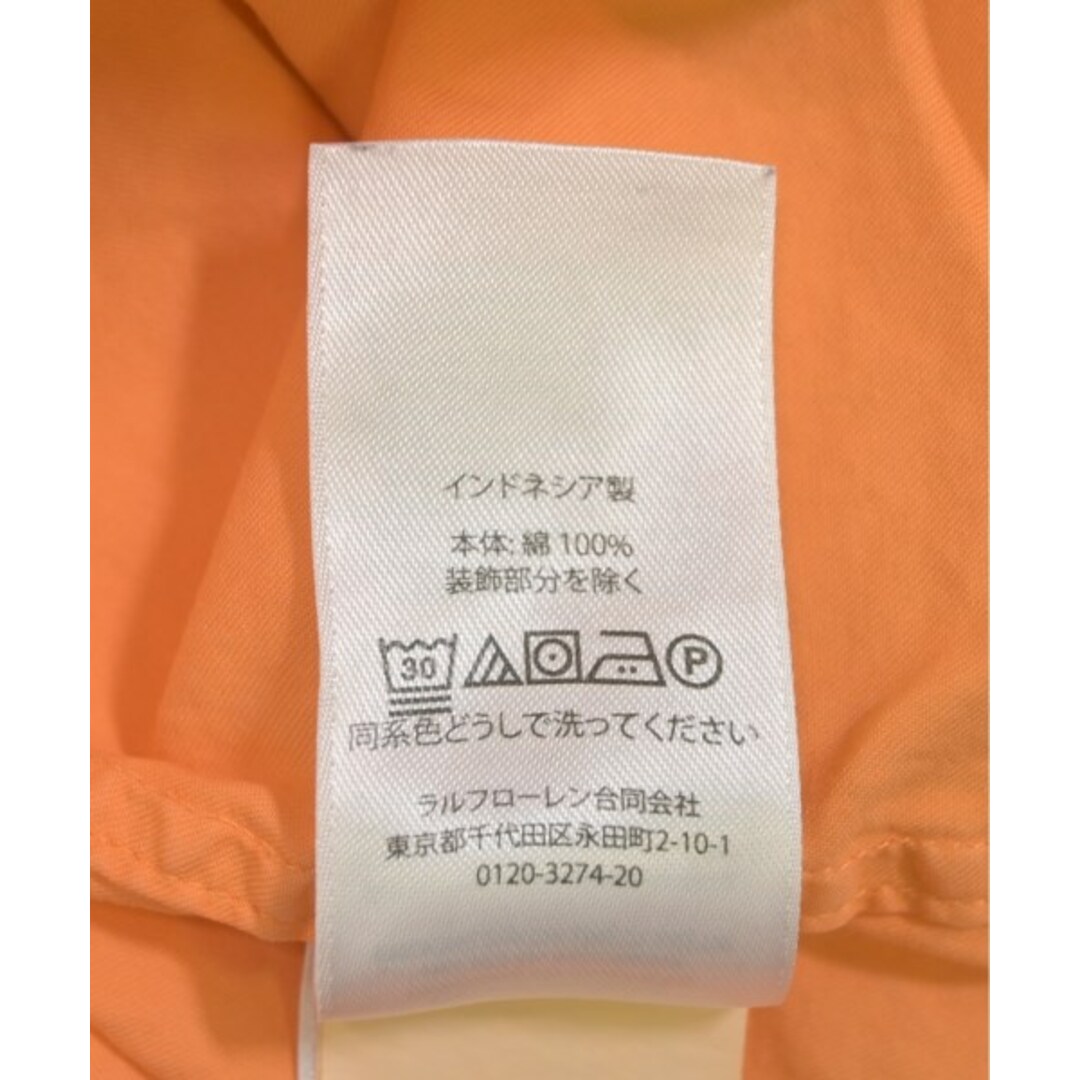 インドネシア製
本体: 綿 100%
装飾部分を除く
30 P
同系色どうしで洗ってください
ラルフローレン合同会社
東京都千代田区永田町2-10-1
0120-3274-20